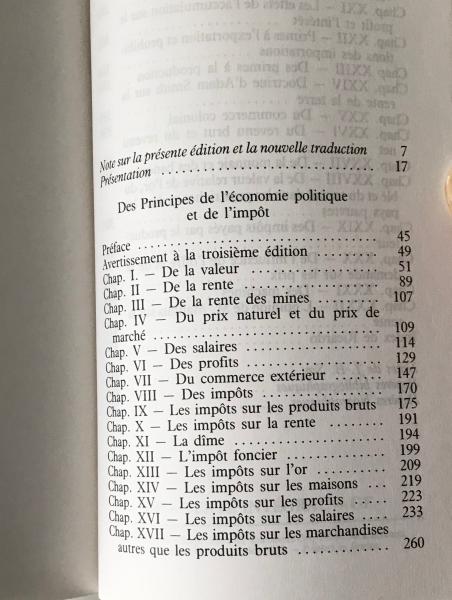 Note sur la présente édition et la nouvelle traduction 7
Présentation . . . . . . . . . . . . . . . . . . . . . . . . 17
Des Principes de l'économie politique
et de l'impôt
Préface . . . . . . . . . . . . . . . . . . . . . . . . . . . 45
Avertissement à la troisième édition . . . . . . . . 49
Chap. I. — De la valeur . . . . . . . . . . . . . . 51
Chap. II — De la rente . . . . . . . . . . . . . . . 89
Chap. III — De la rente des mines . . . . . . . . 107
Chap. IV — Du prix naturel et du prix de
marché . . . . . . . . . . . . . . . . . . . . . . . . 109
Chap. V — Des salaires . . . . . . . . . . . . . . . 114
Chap. VI — Des profits . . . . . . . . . . . . . . . 129
Chap. VII — Du commerce extérieur . . . . . . . 147
Chap. VIII — Des impôts . . . . . . . . . . . . . . 170
Chap. IX — Les impôts sur les produits bruts 175
Chap. X — Les impôts sur la rente . . . . . . . 191
Chap. XI — La dîme . . . . . . . . . . . . . . . . 194
Chap. XII — L'impôt foncier . . . . . . . . . . . 199
Chap. XIII — Les impôts sur l'or . . . . . . . . 209
Chap. XIV — Les impôts sur les maisons . . . 219
Chap. XV — Les impôts sur les profits . . . . 223
Chap. XVI — Les impôts sur les salaires . . . . 233
Chap. XVII — Les impôts sur les marchandises
autres que les produits bruts . . . . . . . . . . . 260